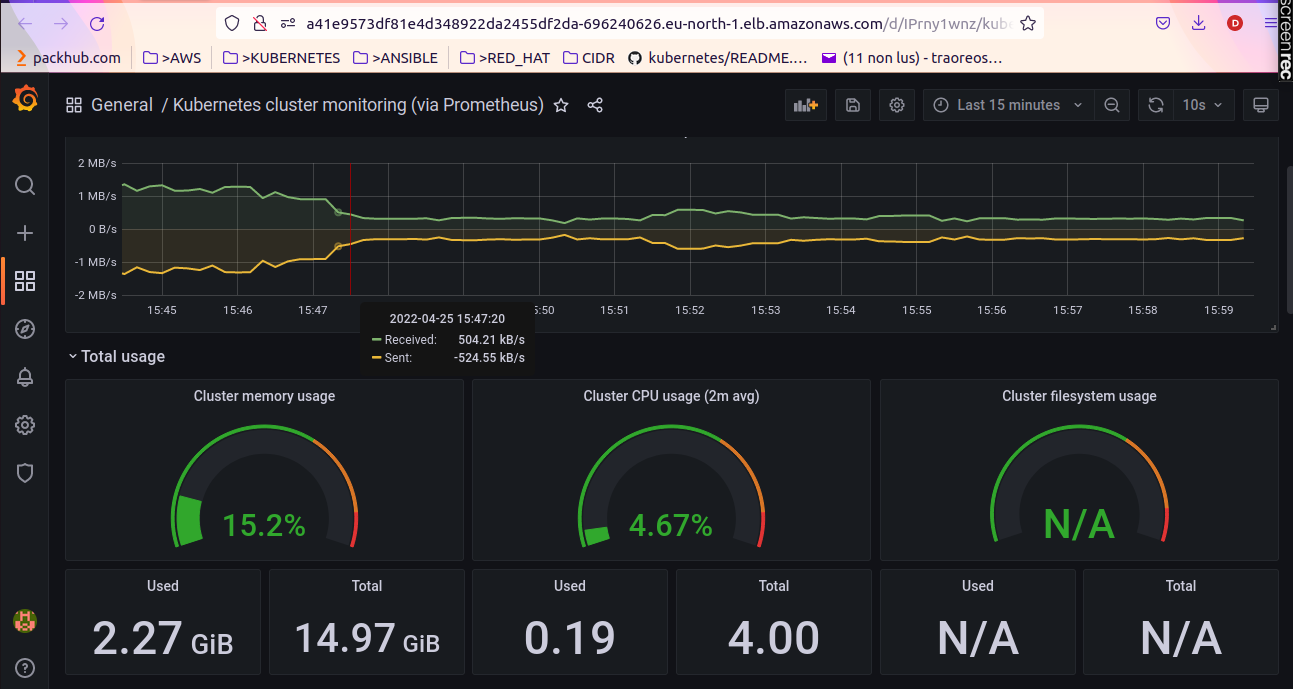 a41e9573df81e4d348922da2455df2da-696240626.eu-north-1.elb.amazonaws.com/d/IPrny1wnz/kub
packhub.com >AWS >KUBERNETES >ANSIBLE >RED_HAT CIDR kubernetes/README.… (11 non lus) - traoreos…
D
screenrec
General / Kubernetes cluster monitoring (via Prometheus) Last 15 minutes 10s
2 MB/s
1 MB/s
0 B/s
-1 MB/s
-2 MB/s
15:45 15:46 15:47 5:50 15:51 15:52 15:53 15:54 15:55 15:56 15:57 15:58 15:59
2022-04-25 15:47:20
Received: 504.21 kB/s
Sent: -524.55 kB/s
Total usage
Cluster memory usage
15.2%
Cluster CPU usage (2m avg)
4.67%
Cluster filesystem usage
N/A
Used
2.27 GiB
Total
14.97 GiB
Used
0.19
Total
4.00
Used
N/A
Total
N/A